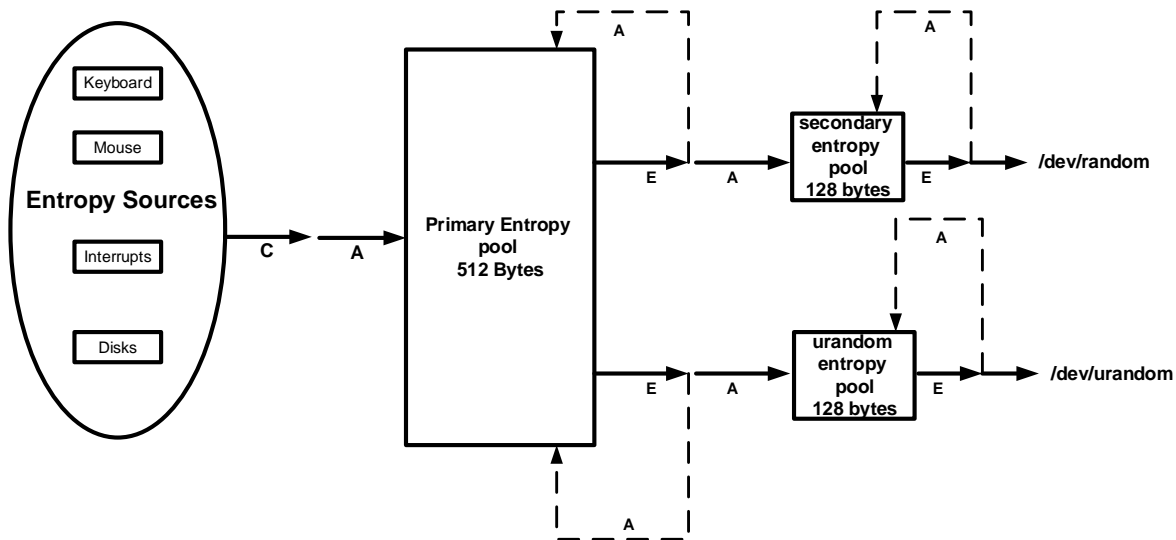 Keyboard
Mouse
Entropy Sources
Interrupts
Disks
C
A
Primary Entropy
pool
512 Bytes
A
E
A
A
secondary
entropy
pool
128 bytes
E
/dev/random
E
A
A
A
urandom
entropy
pool
128 bytes
E
/dev/urandom